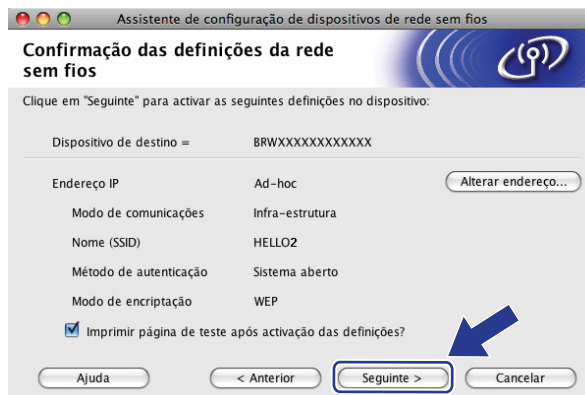 Assistente de configuração de dispositivos de rede sem fios
Confirmação das definições da rede
sem fios
Clique em "Seguinte" para activar as seguintes definições no dispositivo:
Dispositivo de destino = BRWXXXXXXXXXXXX
Endereço IP Ad-hoc Alterar endereço...
Modo de comunicações Infra-estrutura
Nome (SSID) HELLO2
Método de autenticação Sistema aberto
Modo de encriptação WEP
Imprimir página de teste após activação das definições?
Ajuda < Anterior Seguinte > Cancelar